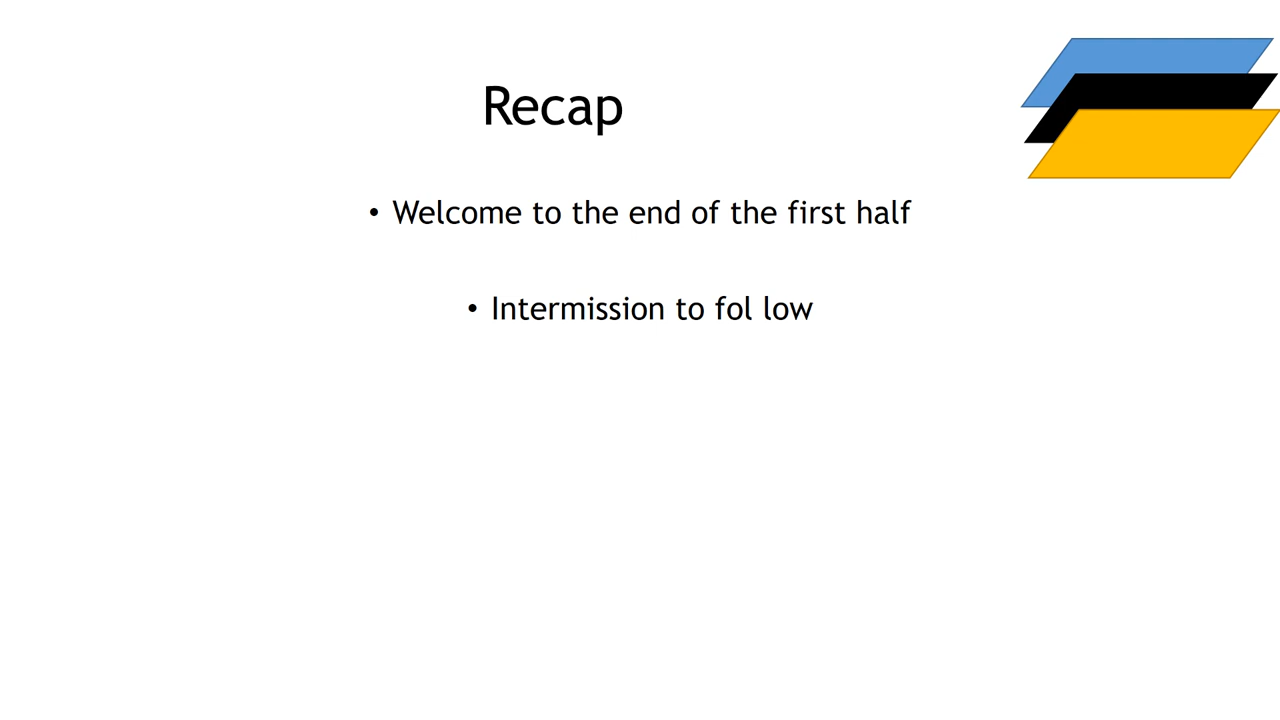 Recap
• Welcome to the end of the first half
• Intermission to fol low